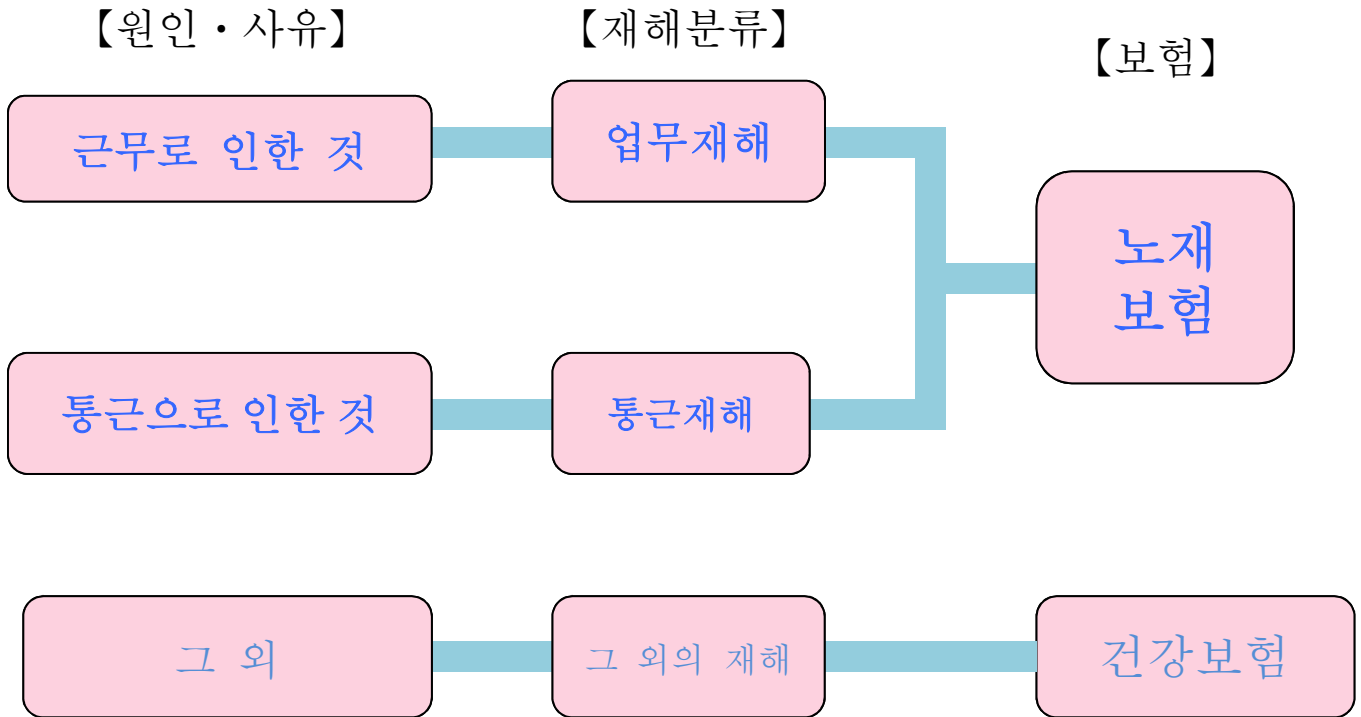 【원인・사유】
【재해분류】
【보험】
근무로 인한 것
업무재해
노재
보험
통근으로 인한 것
통근재해
그 외
그 외의 재해
건강보험